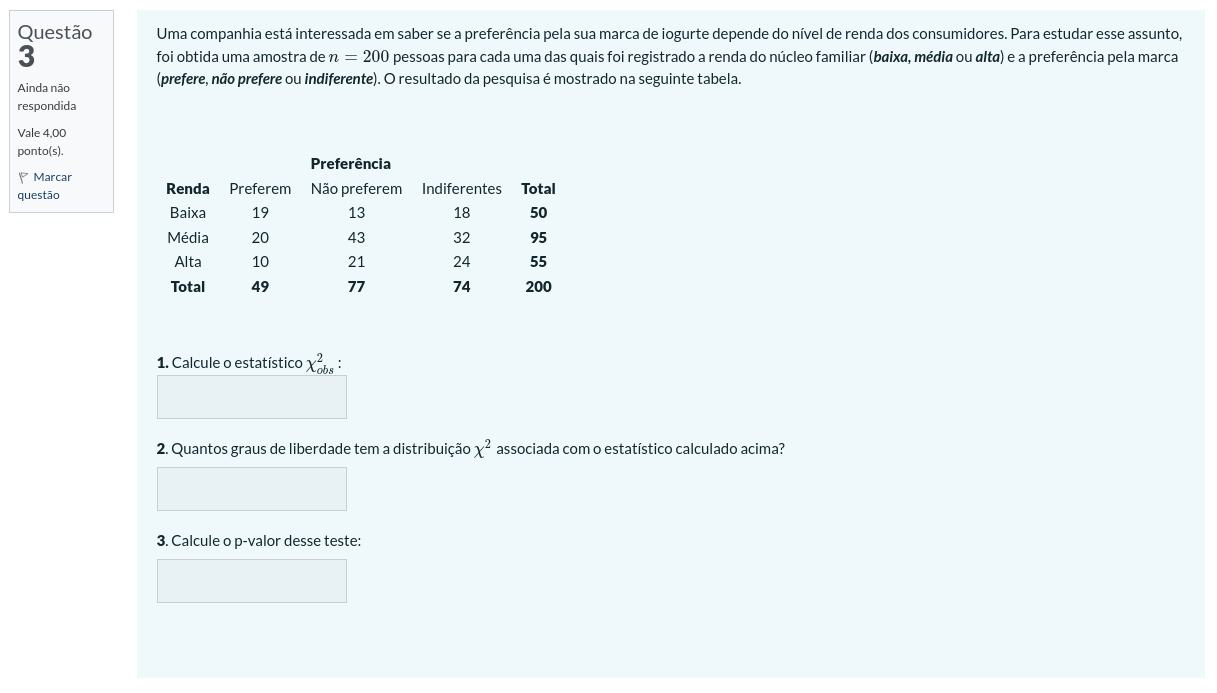 Questão
3
Ainda não
respondida
Vale 4,00
ponto(s).
Marcar
questão
Uma companhia está interessada em saber se a preferência pela sua marca de iogurte depende do nível de renda dos consumidores. Para estudar esse assunto,
foi obtida uma amostra de n = 200 pessoas para cada uma das quais foi registrado a renda do núcleo familiar (baixa, média ou alta) e a preferência pela marca
(prefere, não prefere ou indiferente). O resultado da pesquisa é mostrado na seguinte tabela.
Preferência
Renda Preferem Não preferem Indiferentes Total
Baixa 19 13 18 50
Média 20 43 32 95
Alta 10 21 24 55
Total 49 77 74 200
1. Calcule o estatístico χ²obs :
2. Quantos graus de liberdade tem a distribuição χ² associada com o estatístico calculado acima?
3. Calcule o p-valor desse teste: